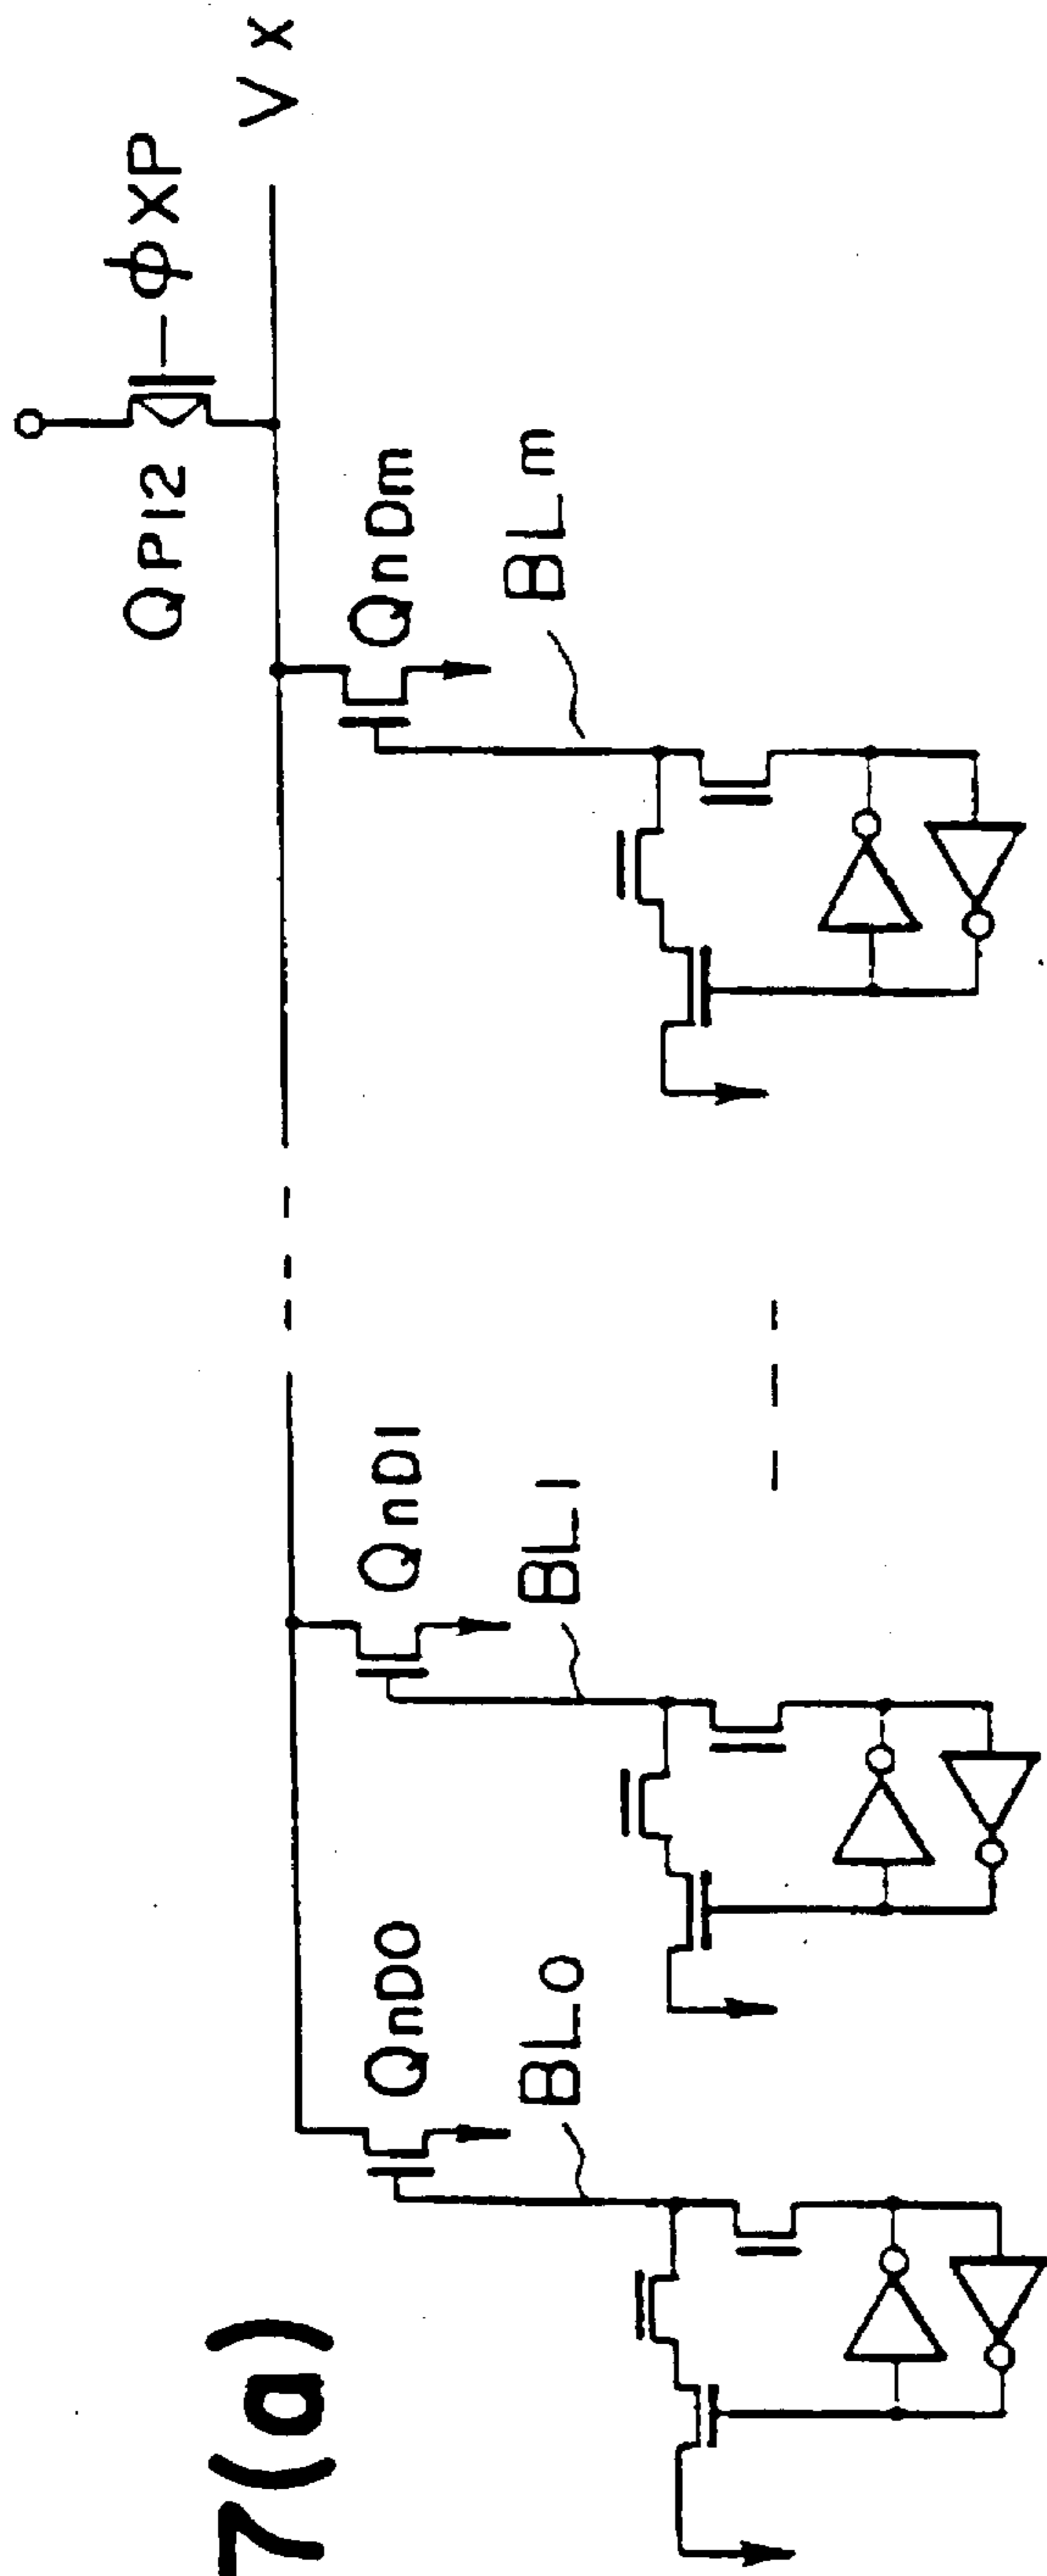 7(a)
QP12
φXP
Vx
QnD0
QnD1
QnDm
BL0
BL1
BLm